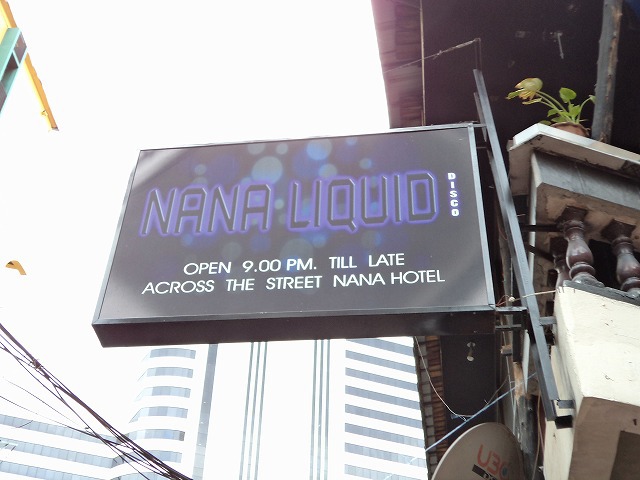 NANA LIQUID
DISCO
OPEN 9.00 PM. TILL LATE
ACROSS THE STREET NANA HOTEL